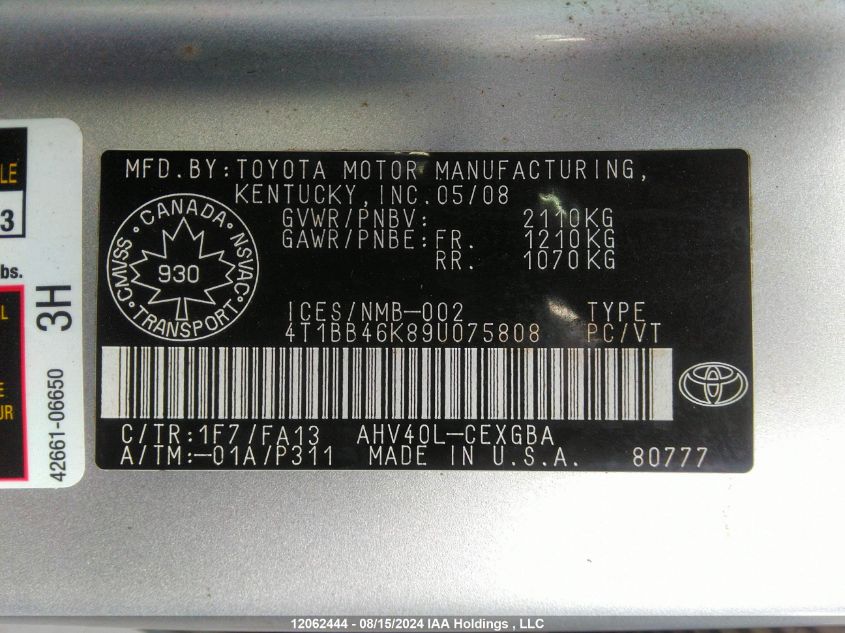 LE
3
bs.
L
E
UR
3H
42661-06650
MFD.BY:TOYOTA MOTOR MANUFACTURING,
KENTUCKY,INC.05/08
GVWR/PNBV: 2110KG
GAWR/PNBE:FR. 1210KG
RR. 1070KG
CANADA
CMVSS NSVAC
930
TRANSPORT
ICES/NMB-002 TYPE
4T1BB46K89U075808 PC/VT
C/TR:1F7/FA13 AHV40L-CEXGBA
A/TM:-01A/P311 MADE IN U.S.A. 80777
12062444 - 08/15/2024 IAA Holdings , LLC